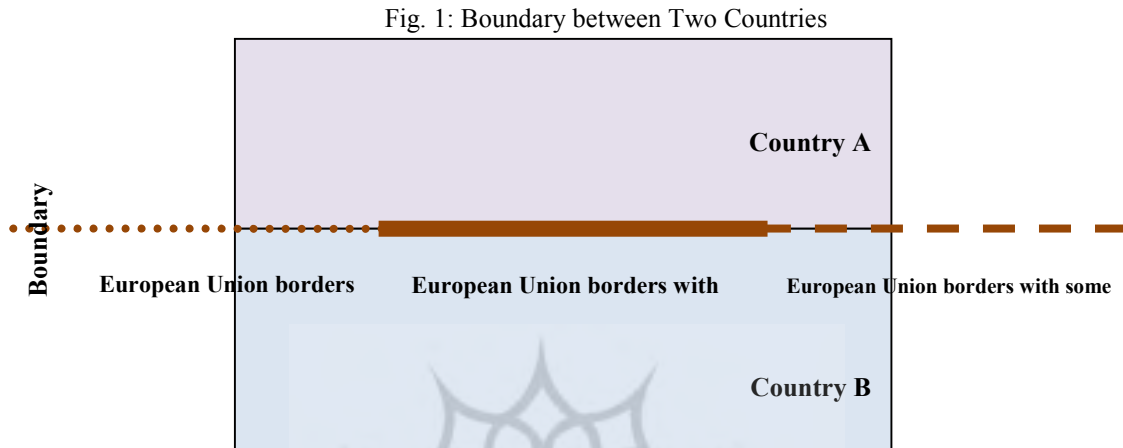 Fig. 1: Boundary between Two Countries
Country A
Boundary
European Union borders
European Union borders with
European Union borders with some
Country B